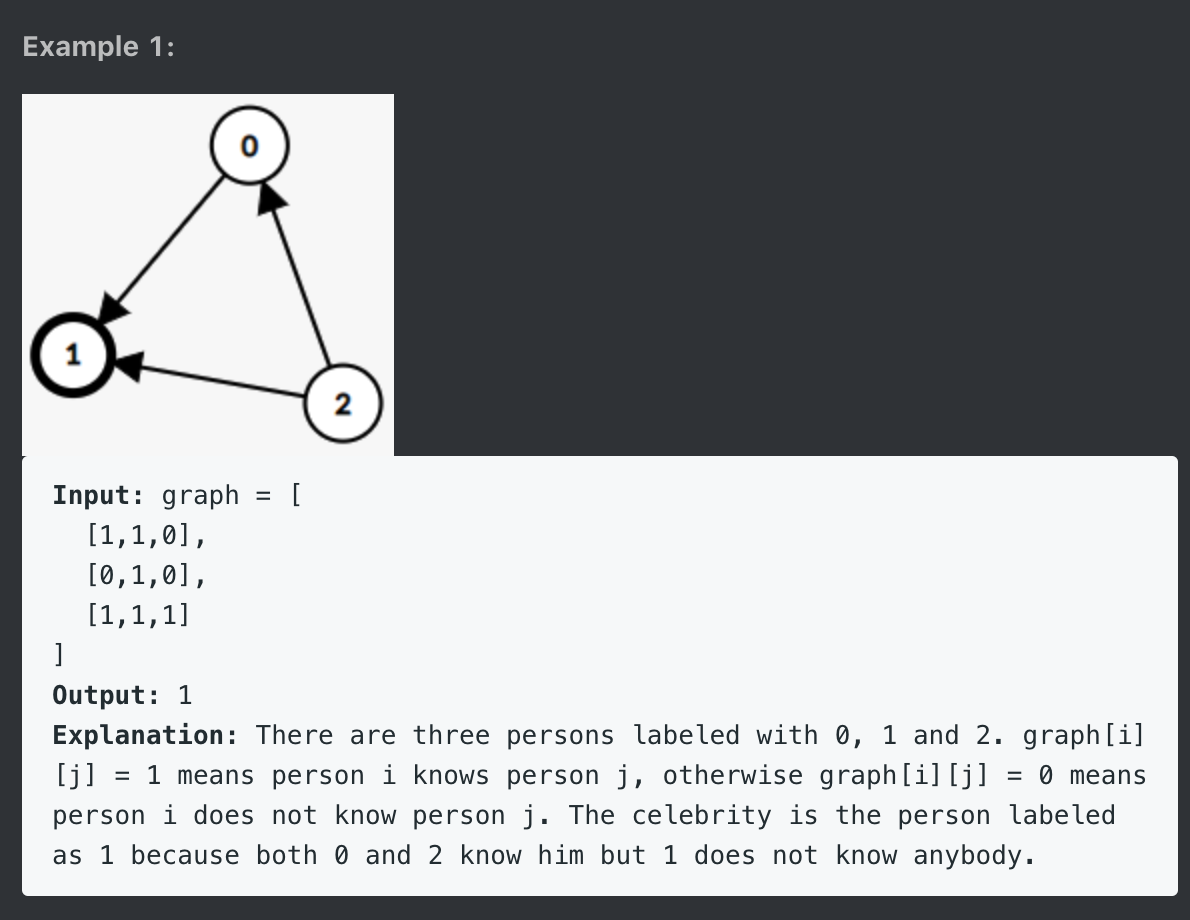 Example 1:
0
1
2
Input: graph = [
  [1,1,0],
  [0,1,0],
  [1,1,1]
]
Output: 1
Explanation: There are three persons labeled with 0, 1 and 2. graph[i]
[j] = 1 means person i knows person j, otherwise graph[i][j] = 0 means
person i does not know person j. The celebrity is the person labeled
as 1 because both 0 and 2 know him but 1 does not know anybody.